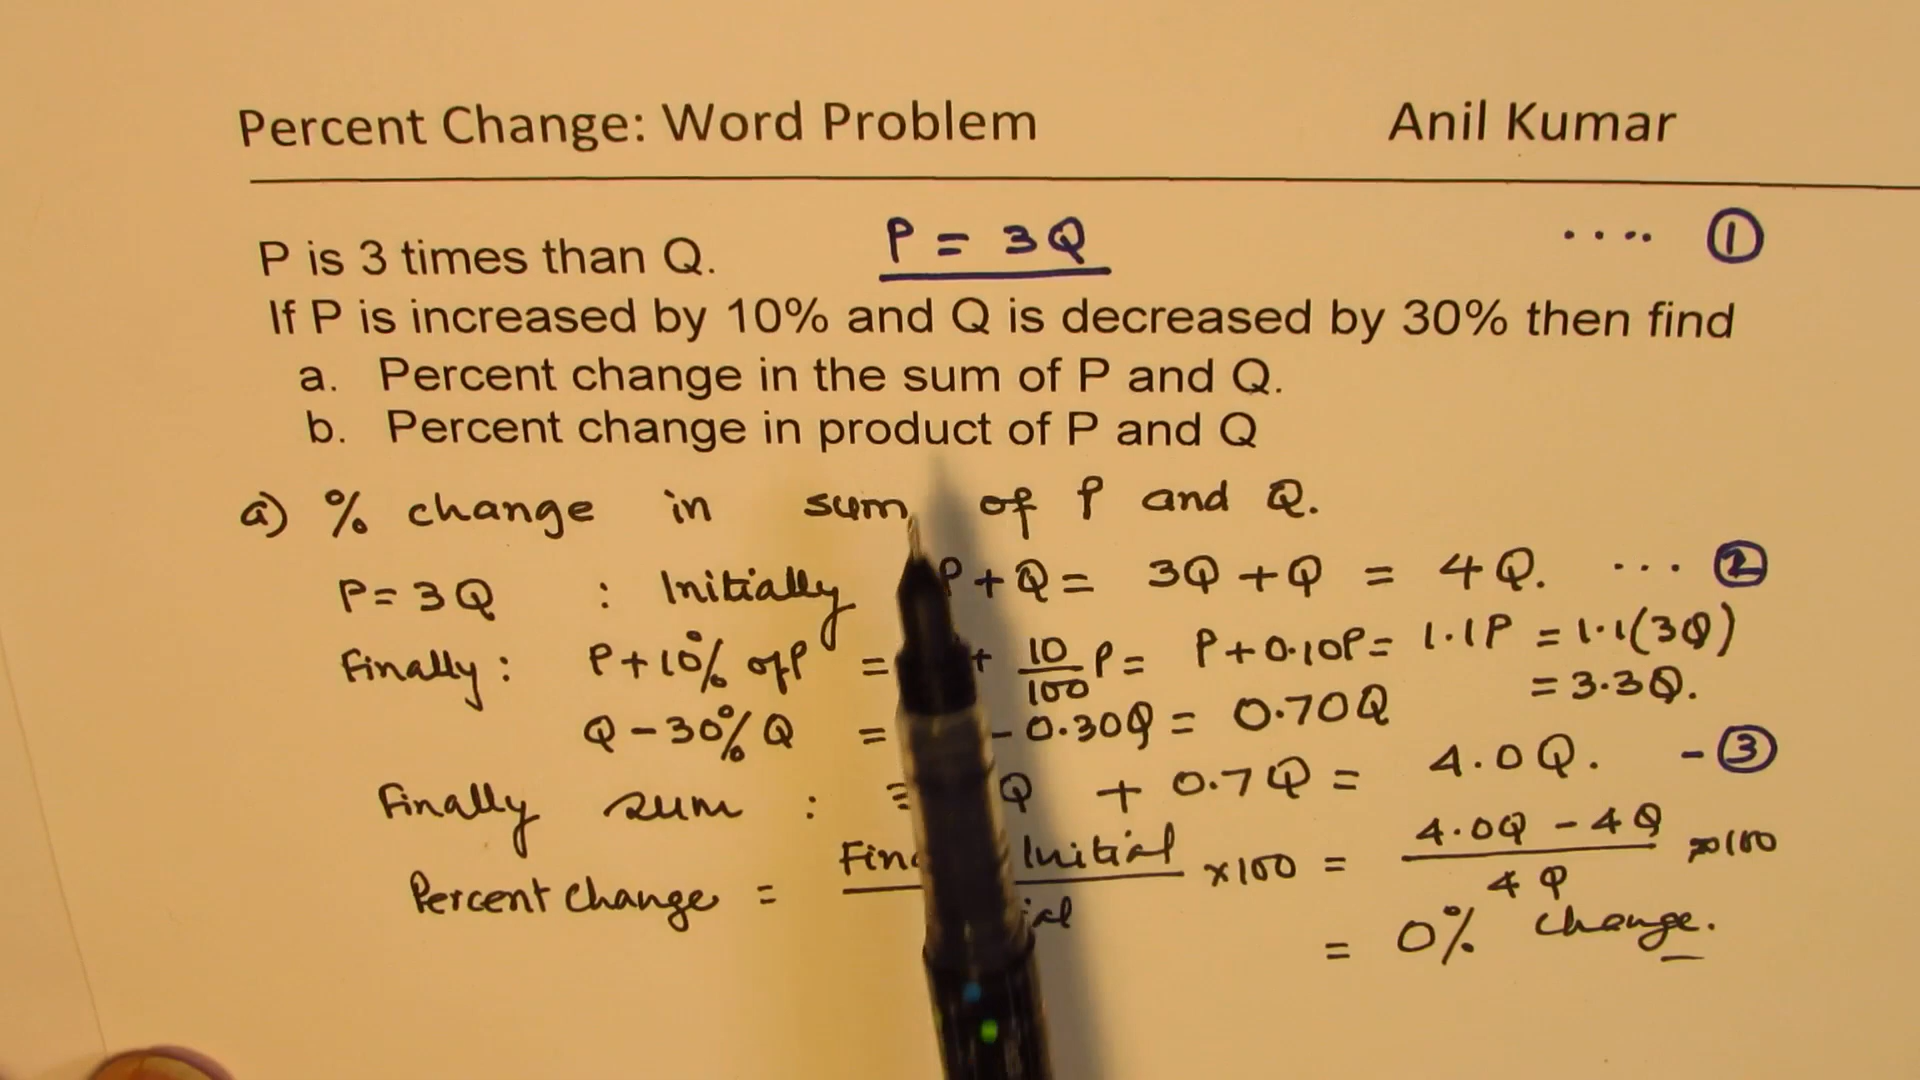 Percent Change: Word Problem Anil Kumar
P is 3 times than Q. P = 3Q .... ①
If P is increased by 10% and Q is decreased by 30% then find
a. Percent change in the sum of P and Q.
b. Percent change in product of P and Q
a) % change in sum of P and Q.
P = 3Q : Initially P + Q = 3Q + Q = 4Q. ... ②
Finally : P + 10% of P = + 10/100 P = P + 0.10P = 1.1P = 1.1(3Q)
= 3.3Q.
Q - 30% Q = - 0.30Q = 0.70Q
Finally sum : Q + 0.7Q = 4.0Q. - ③
Percent Change = Initial x100 = 4.0Q - 4Q / 4Q x100
= 0% change.